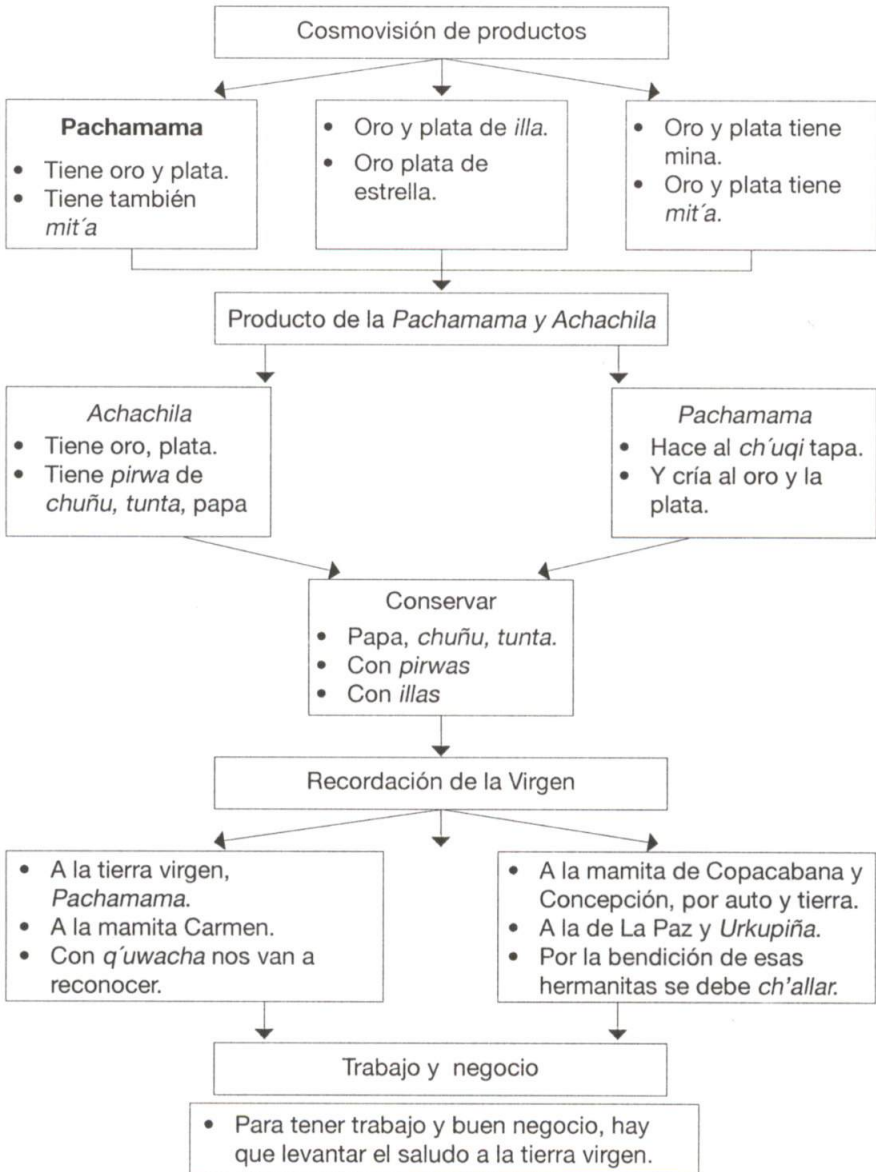 Cosmovisión de productos
Pachamama
• Tiene oro y plata.
• Tiene también
mit´a
• Oro y plata de illa.
• Oro plata de
estrella.
• Oro y plata tiene
mina.
• Oro y plata tiene
mit´a.
Producto de la Pachamama y Achachila
Achachila
• Tiene oro, plata.
• Tiene pirwa de
chuñu, tunta, papa
Pachamama
• Hace al ch´uqi tapa.
• Y cría al oro y la
plata.
Conservar
• Papa, chuñu, tunta.
• Con pirwas
• Con illas
Recordación de la Virgen
• A la tierra virgen,
Pachamama.
• A la mamita Carmen.
• Con q´uwacha nos van a
reconocer.
• A la mamita de Copacabana y
Concepción, por auto y tierra.
• A la de La Paz y Urkupiña.
• Por la bendición de esas
hermanitas se debe ch’allar.
Trabajo y negocio
• Para tener trabajo y buen negocio, hay
que levantar el saludo a la tierra virgen.